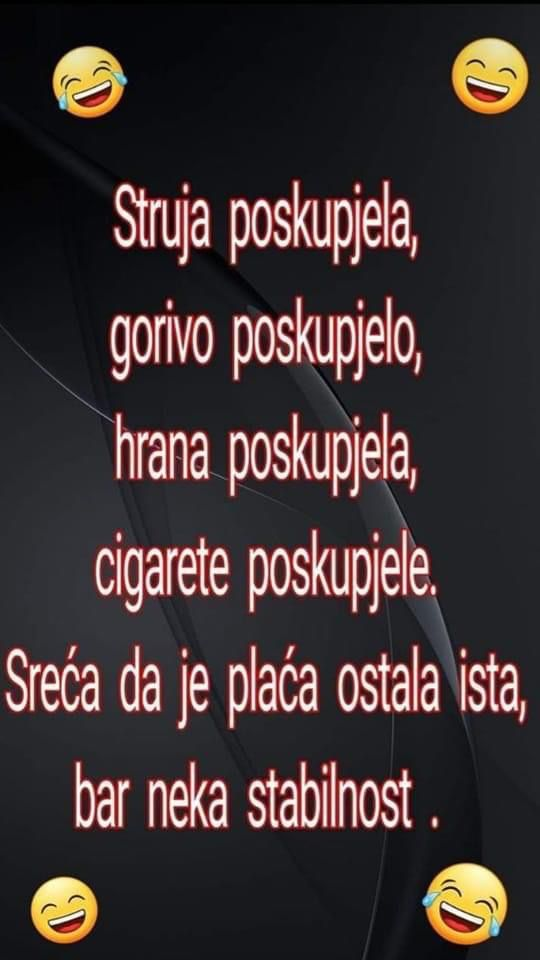 Struja poskupjela,
gorivo poskupjelo,
hrana poskupjela,
cigarete poskupjele.
Sreća da je plaća ostala ista,
bar neka stabilnost .